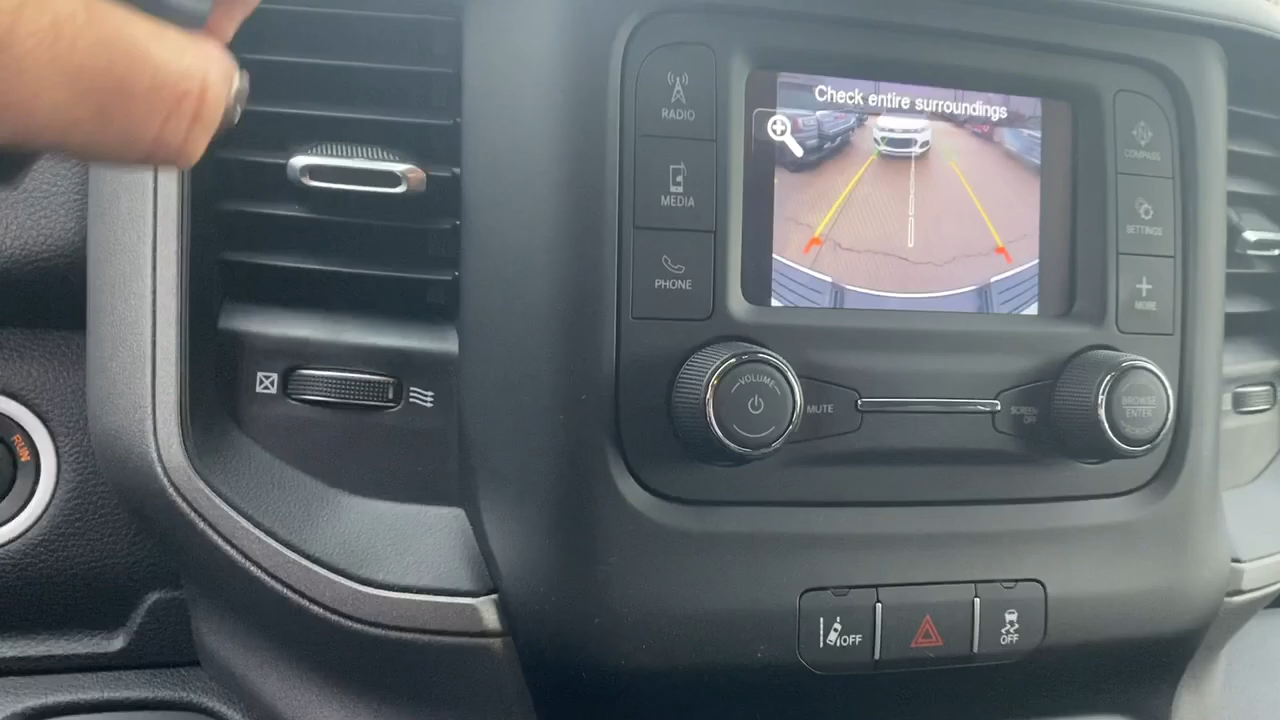 Check entire surroundings
RADIO
MEDIA
PHONE
COMPASS
SETTINGS
MORE
VOLUME
MUTE
SCREEN
OFF
BROWSE
ENTER
RUN
OFF
OFF